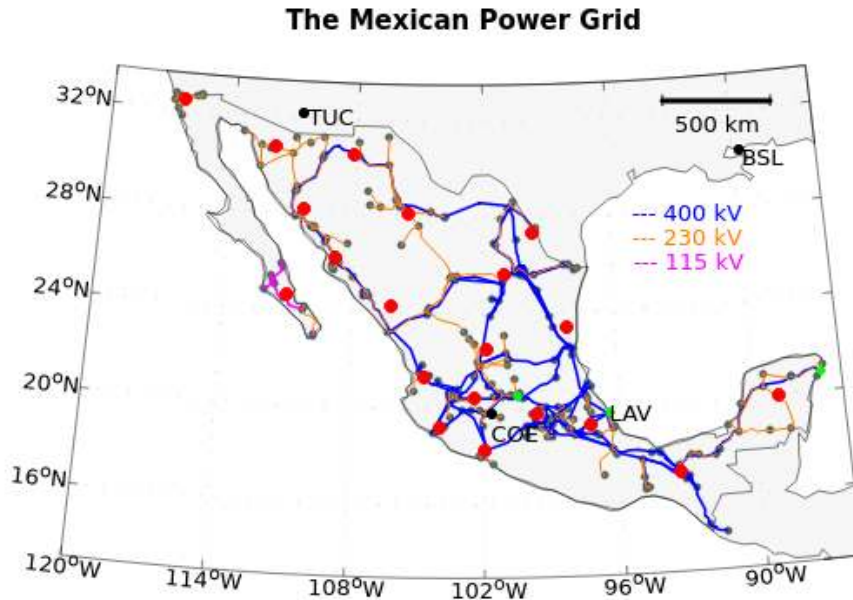 The Mexican Power Grid
32°N
TUC
500 km
BSL
28°N
--- 400 kV
--- 230 kV
--- 115 kV
24°N
20°N
LAV
COE
16°N
120°W
114°W
108°W
102°W
96°W
90°W